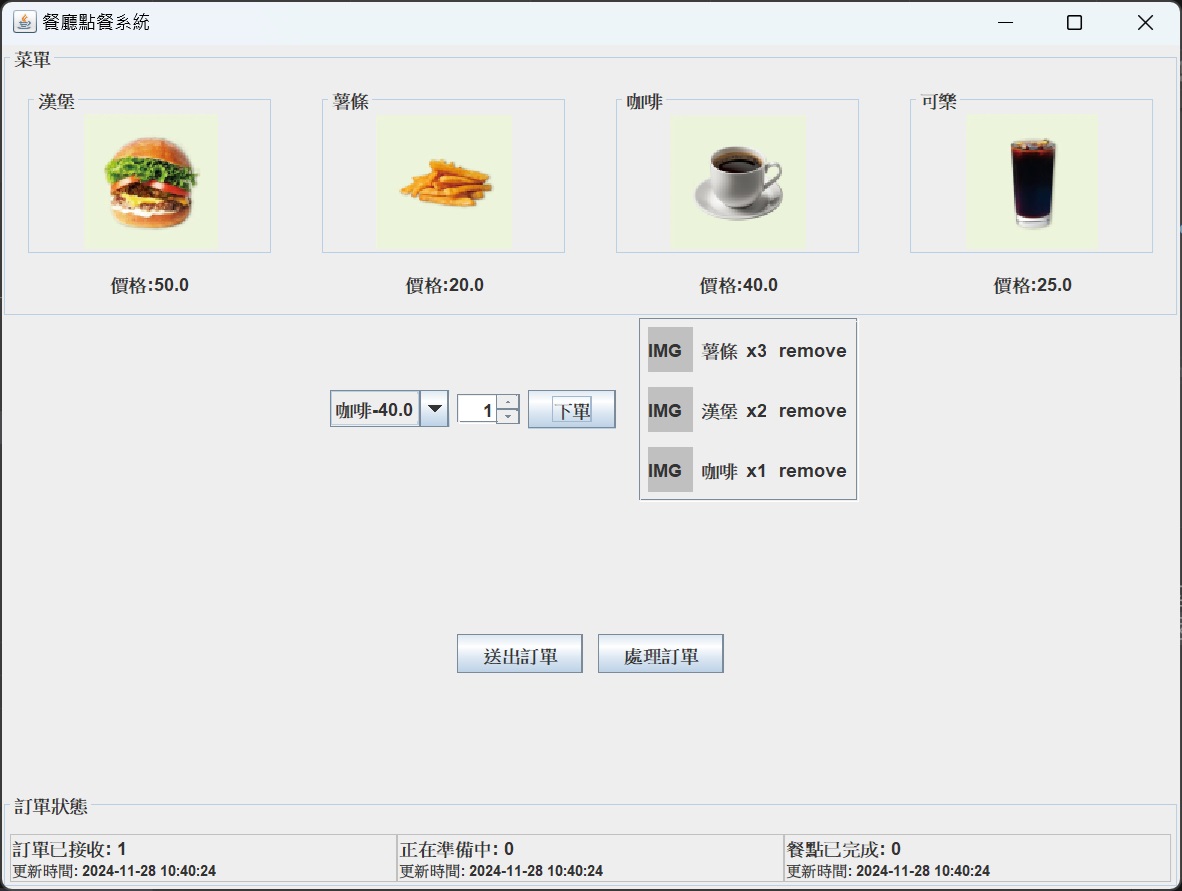 餐廳點餐系統
菜單
漢堡 薯條 咖啡 可樂
價格:50.0 價格:20.0 價格:40.0 價格:25.0
IMG 薯條 x3 remove
咖啡-40.0 1 下單
IMG 漢堡 x2 remove
IMG 咖啡 x1 remove
送出訂單 處理訂單
訂單狀態
訂單已接收: 1 正在準備中: 0 餐點已完成: 0
更新時間: 2024-11-28 10:40:24 更新時間: 2024-11-28 10:40:24 更新時間: 2024-11-28 10:40:24